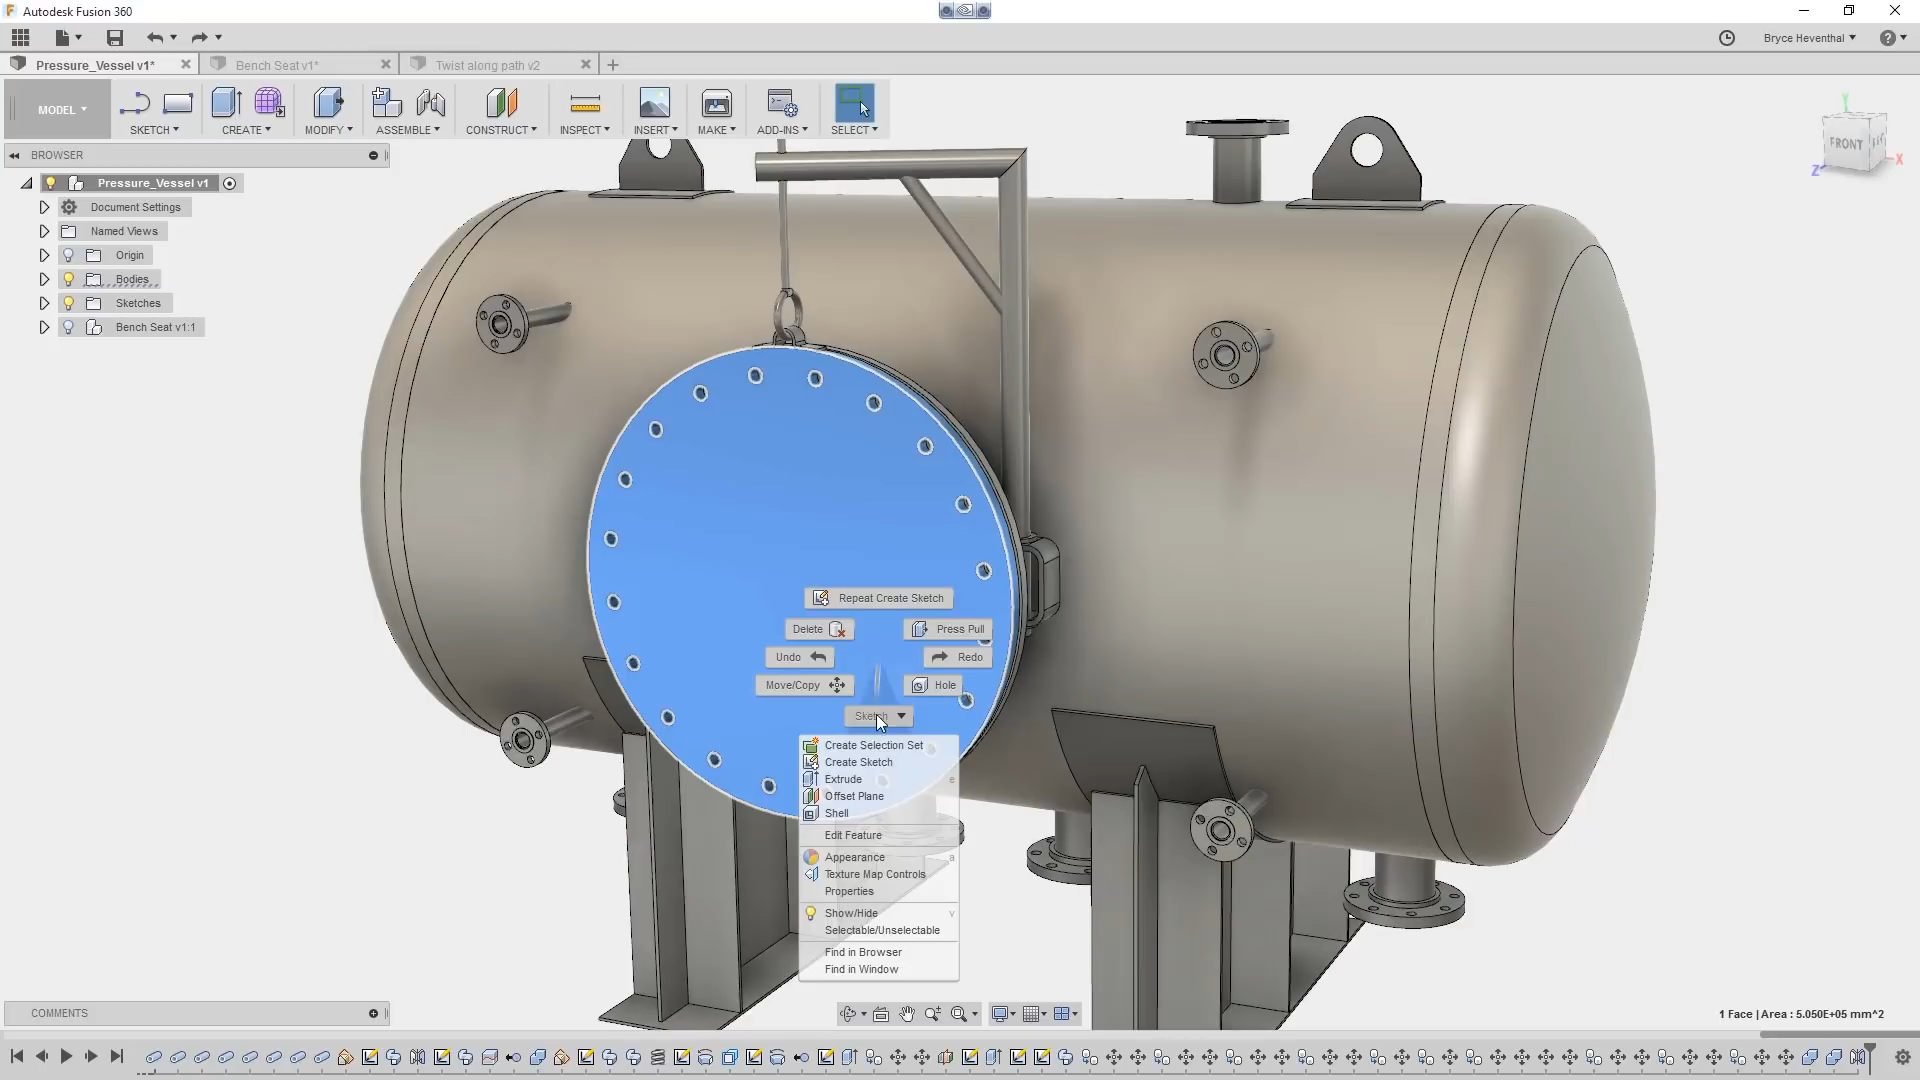 Autodesk Fusion 360
Bryce Heventhal
Pressure_Vessel v1*
Bench Seat v1*
Twist along path v2
MODEL
SKETCH
CREATE
MODIFY
ASSEMBLE
CONSTRUCT
INSPECT
INSERT
MAKE
ADD-INS
SELECT
BROWSER
Pressure_Vessel v1
Document Settings
Named Views
Origin
Bodies
Sketches
Bench Seat v1:1
Y
FRONT
X
Z
Repeat Create Sketch
Delete
Press Pull
Undo
Redo
Move/Copy
Hole
Sketch
Create Selection Set
Create Sketch
Extrude e
Offset Plane
Shell
Edit Feature
Appearance a
Texture Map Controls
Properties
Show/Hide v
Selectable/Unselectable
Find in Browser
Find in Window
COMMENTS
1 Face | Area : 5.050E+05 mm^2